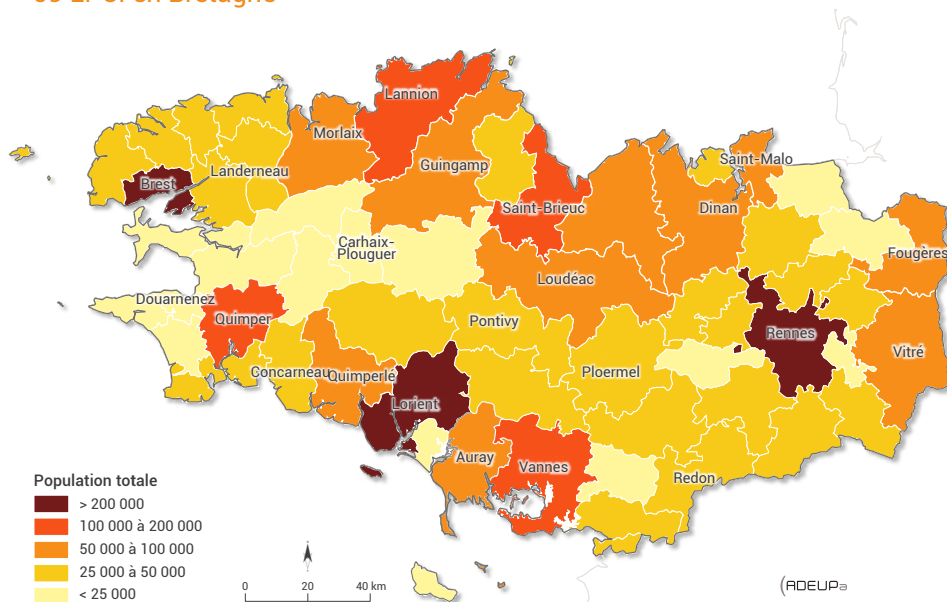 Lannion
Morlaix
Guingamp
Saint-Malo
Landerneau
Brest
Saint-Brieuc
Dinan
Carhaix-
Plouguer
Fougères
Loudéac
Douarnenez
Quimper
Pontivy
Rennes
Vitré
Concarneau
Quimperlé
Ploermel
Lorient
Auray
Vannes
Redon
Population totale
> 200 000
100 000 à 200 000
50 000 à 100 000
25 000 à 50 000
< 25 000
0 20 40 km
ADEUPa